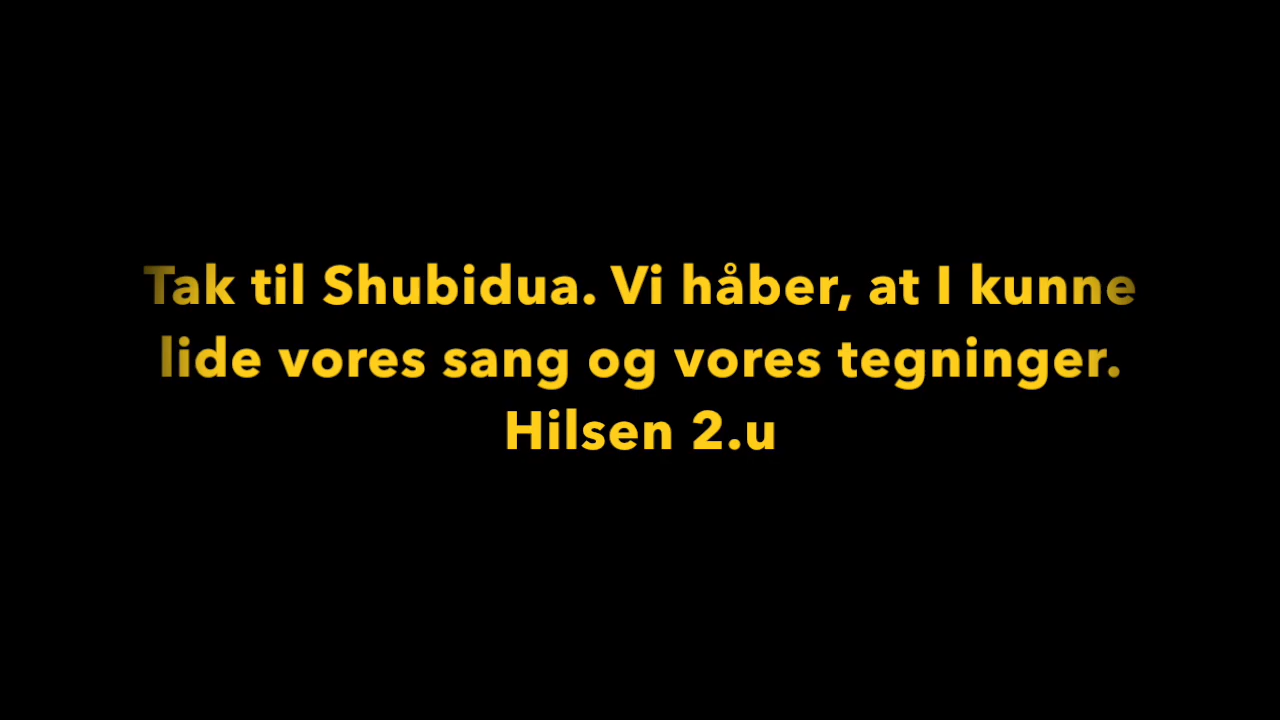 Tak til Shubidua. Vi håber, at I kunne
lide vores sang og vores tegninger.
Hilsen 2.u